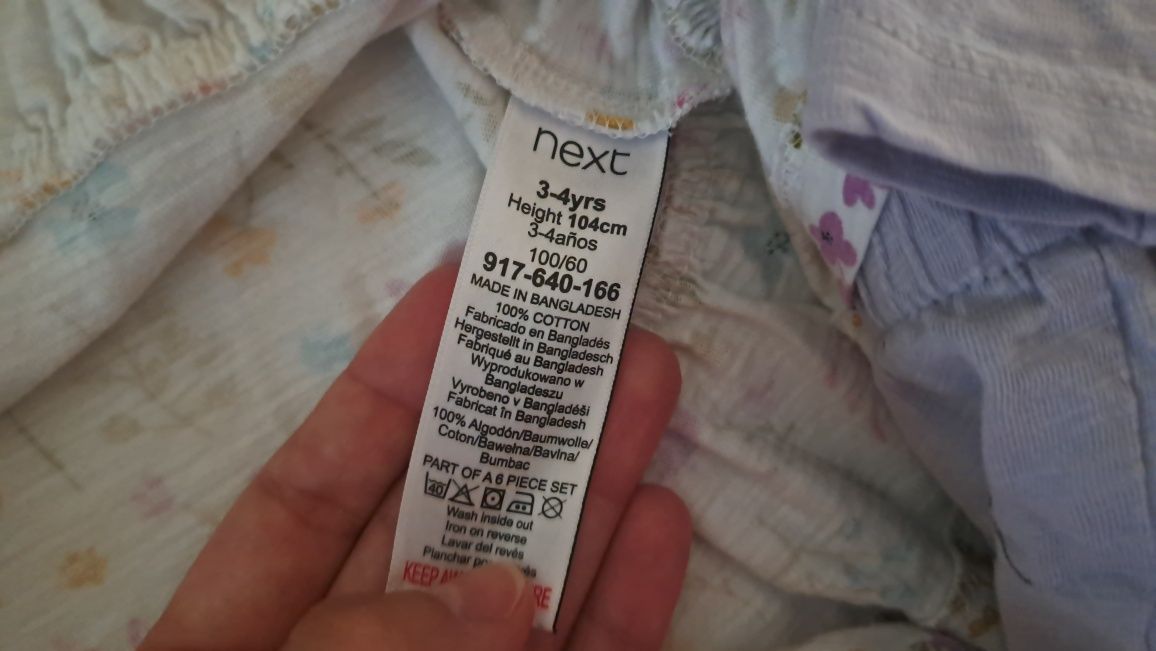 next
3-4yrs
Height 104cm
3-4años
100/60
917-640-166
MADE IN BANGLADESH
100% COTTON
Fabricado en Bangladés
Hergestellt in Bangladesch
Fabriqué au Bangladesh
Wyprodukowano w
Bangladeszu
Vyrobeno v Bangladéši
Fabricat în Bangladesh
100% Algodón/Baumwolle/
Coton/Bawełna/Bavlna/
Bumbac
PART OF A 6 PIECE SET
40
Wash inside out
Iron on reverse
Lavar del revés
Planchar
KEEP